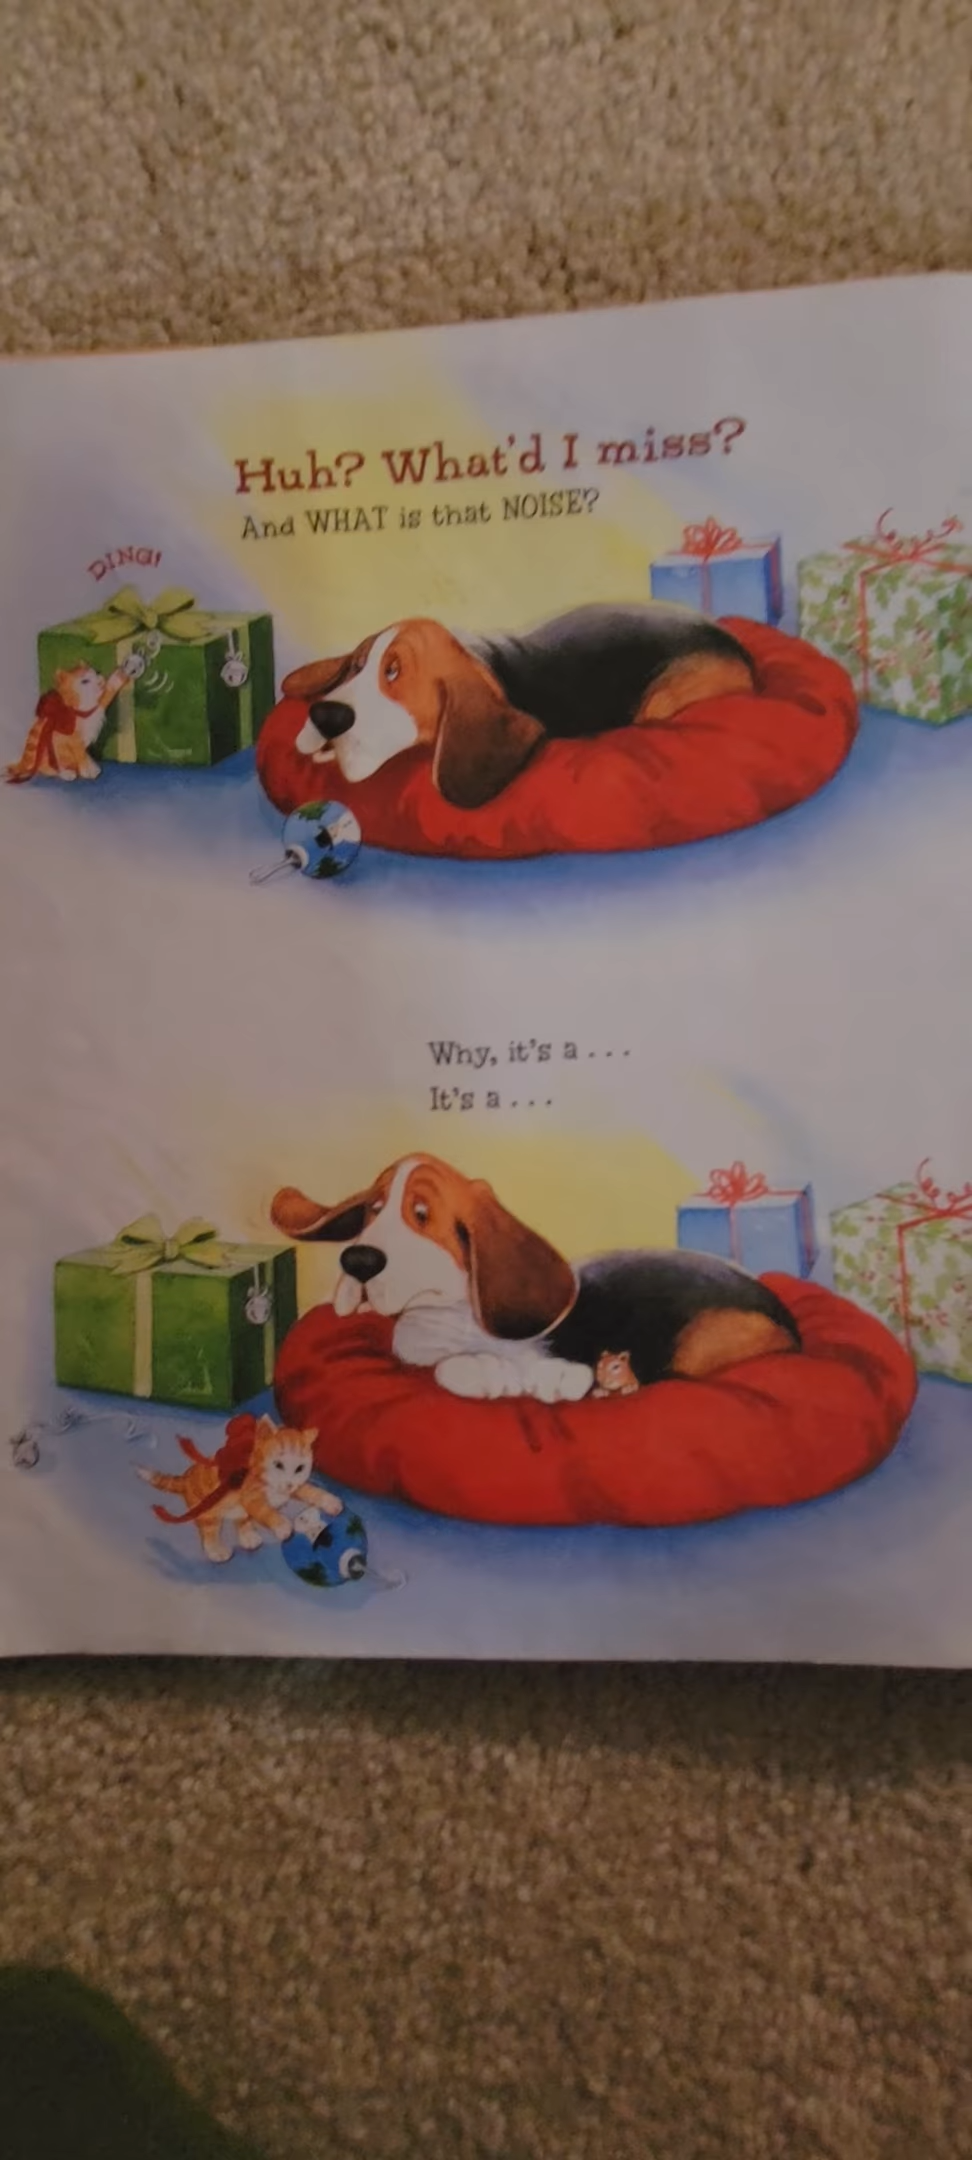 Huh? What'd I miss?
And WHAT is that NOISE?
DING!
Why, it's a . . .
It's a . . .